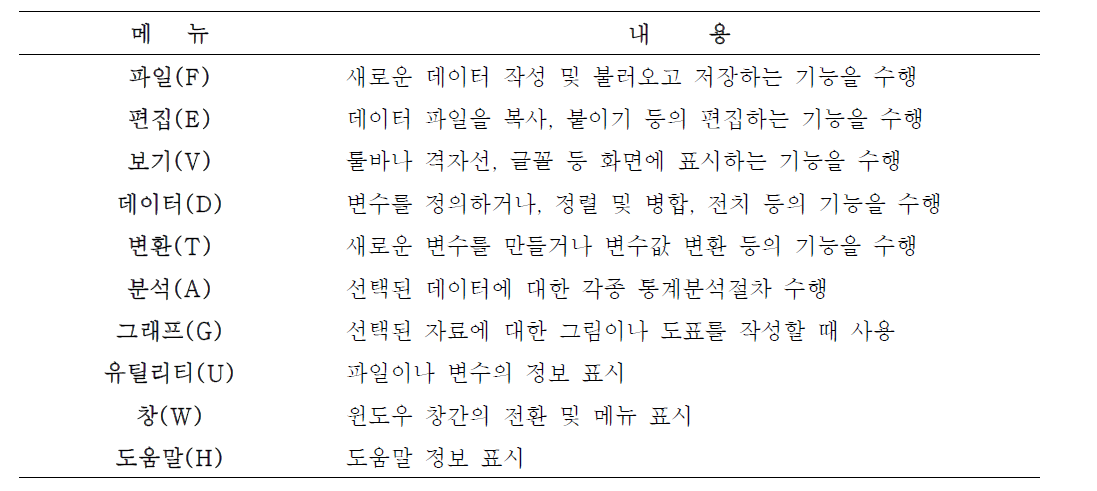 메 뉴 내 용
파일(F) 새로운 데이터 작성 및 불러오고 저장하는 기능을 수행
편집(E) 데이터 파일을 복사, 붙이기 등의 편집하는 기능을 수행
보기(V) 툴바나 격자선, 글꼴 등 화면에 표시하는 기능을 수행
데이터(D) 변수를 정의하거나, 정렬 및 병합, 전치 등의 기능을 수행
변환(T) 새로운 변수를 만들거나 변수값 변환 등의 기능을 수행
분석(A) 선택된 데이터에 대한 각종 통계분석절차 수행
그래프(G) 선택된 자료에 대한 그림이나 도표를 작성할 때 사용
유틸리티(U) 파일이나 변수의 정보 표시
창(W) 윈도우 창간의 전환 및 메뉴 표시
도움말(H) 도움말 정보 표시